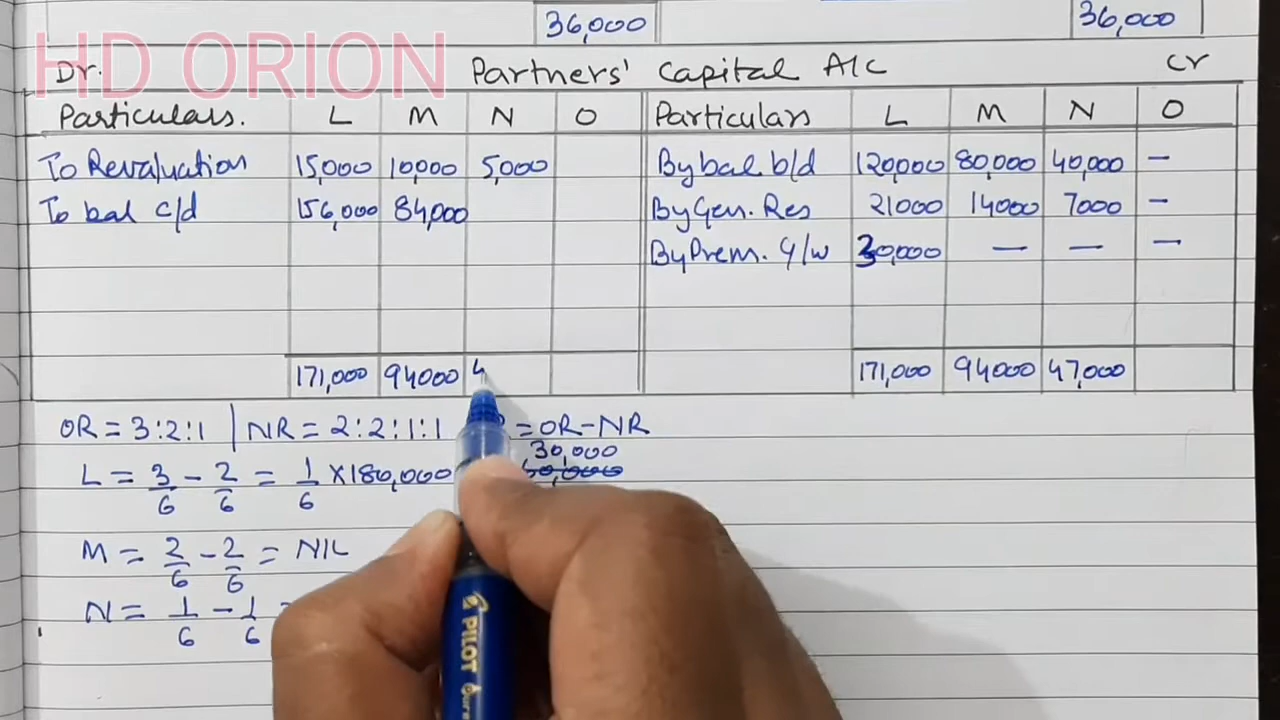 36,000 36,000
HD ORION
Dr. Partners' Capital A/C Cr
Particulars. L M N O Particulars L M N O
To Revaluation 15,000 10,000 5,000 By bal b/d 120,000 80,000 40,000 —
To bal c/d 156,000 84,000 By Gen. Res 21000 14000 7000 —
By Prem. G/W 30,000 — — —
171,000 94000 4 171,000 94000 47,000
OR = 3:2:1 | NR = 2:2:1:1 = OR-NR
30,000
L = 3/6 - 2/6 = 1/6 × 180,000
M = 2/6 - 2/6 = NIL
N = 1/6 - 1/6 =
PILOT